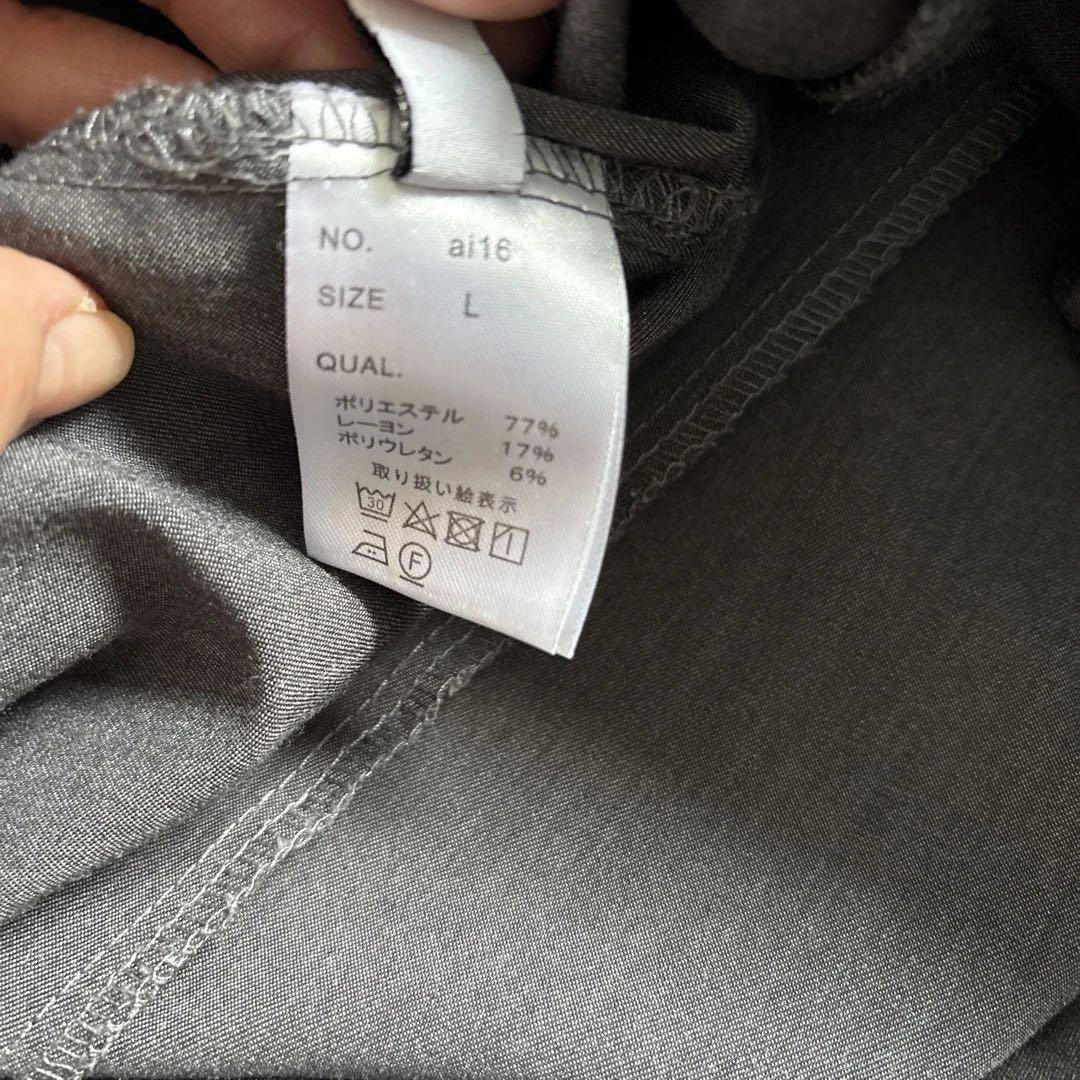 NO. ai16
SIZE L
QUAL.
ポリエステル 77%
レーヨン 17%
ポリウレタン 6%
取り扱い絵表示
30
F